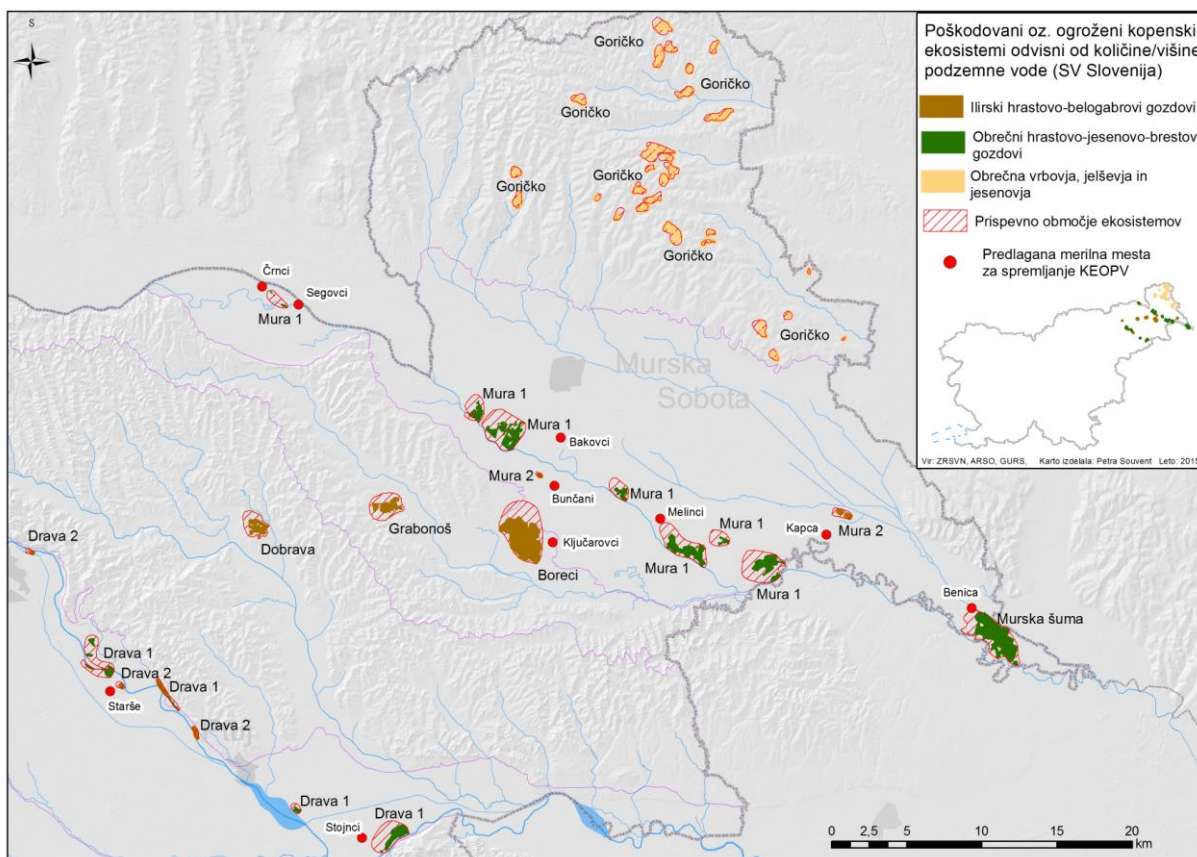 S
Poškodovani oz. ogroženi kopenski
ekosistemi odvisni od količine/višine
podzemne vode (SV Slovenija)
Ilirski hrastovo-belogabrovi gozdovi
Obrečni hrastovo-jesenovo-brestov
gozdovi
Obrečna vrbovja, jelševja in
jesenovja
Prispevno območje ekosistemov
Predlagana merilna mesta
za spremljanje KEOPV
Vir: ZRSVN, ARSO, GURS, Karto izdelala: Petra Souvent Leto: 2015
Goričko
Goričko
Goričko
Goričko
Goričko
Goričko
Goričko
Črnci
Segovci
Mura 1
Murska
Sobota
Mura 1
Mura 1
Bakovci
Mura 2
Bunčani
Mura 1
Melinci
Mura 1
Kapca
Mura 2
Grabonoš
Dobrava
Ključarovci
Boreci
Mura 1
Mura 1
Drava 2
Benica
Murska šuma
Drava 1
Drava 2
Drava 1
Starše
Drava 2
Drava 1
Stojnci
Drava 1
0 2,5 5 10 15 20
km